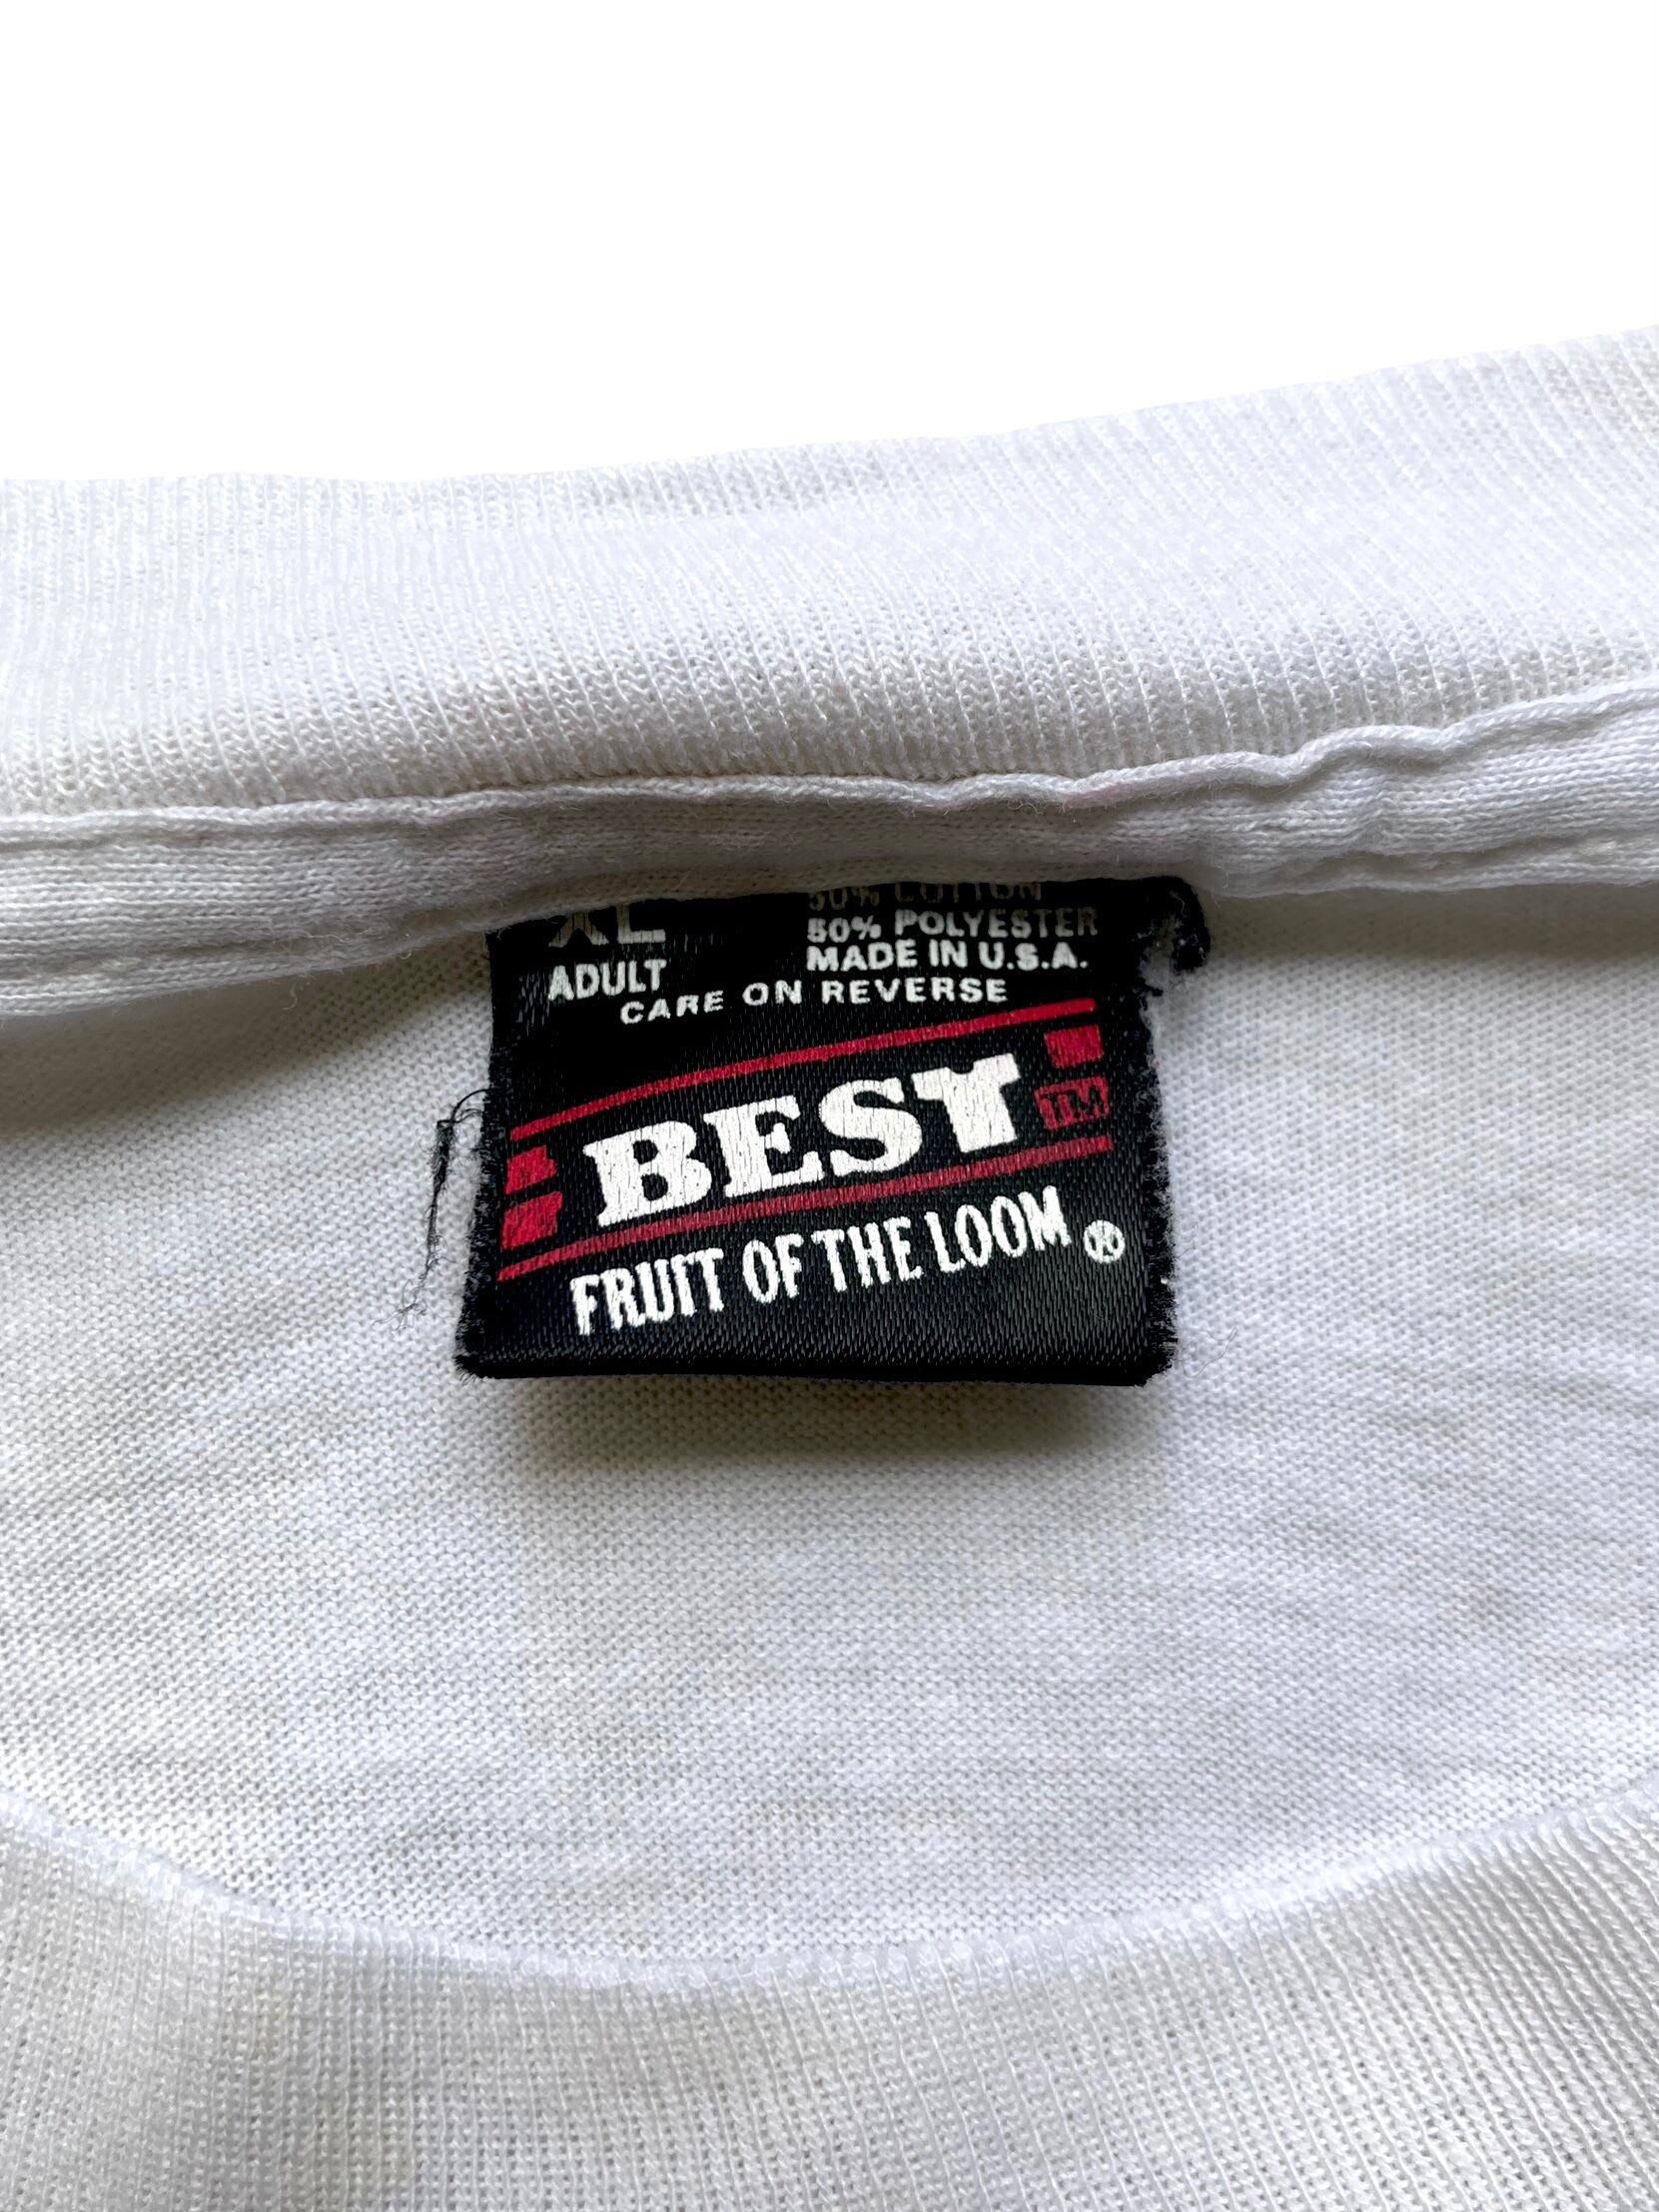 XL
ADULT
50% COTTON
50% POLYESTER
MADE IN U.S.A.
CARE ON REVERSE
BEST TM
FRUIT OF THE LOOM ®